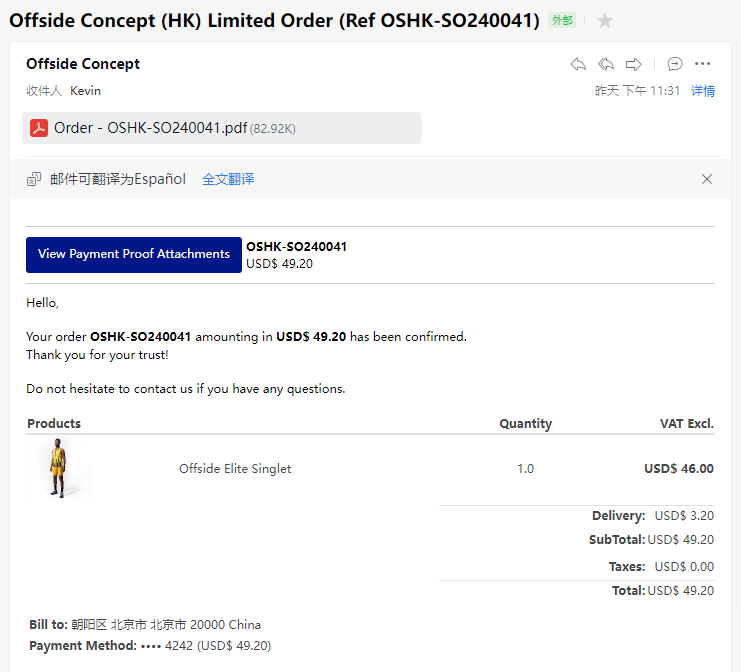 Offside Concept (HK) Limited Order (Ref OSHK-SO240041) 外部
Offside Concept
收件人 Kevin 昨天 下午 11:31 详情
Order - OSHK-SO240041.pdf(82.92K)
邮件可翻译为Español 全文翻译
View Payment Proof Attachments
OSHK-SO240041
USD$ 49.20
Hello,
Your order OSHK-SO240041 amounting in USD$ 49.20 has been confirmed.
Thank you for your trust!
Do not hesitate to contact us if you have any questions.
Products Quantity VAT Excl.
Offside Elite Singlet 1.0 USD$ 46.00
Delivery: USD$ 3.20
SubTotal: USD$ 49.20
Taxes: USD$ 0.00
Total: USD$ 49.20
Bill to: 朝阳区 北京市 北京市 20000 China
Payment Method: •••• 4242 (USD$ 49.20)